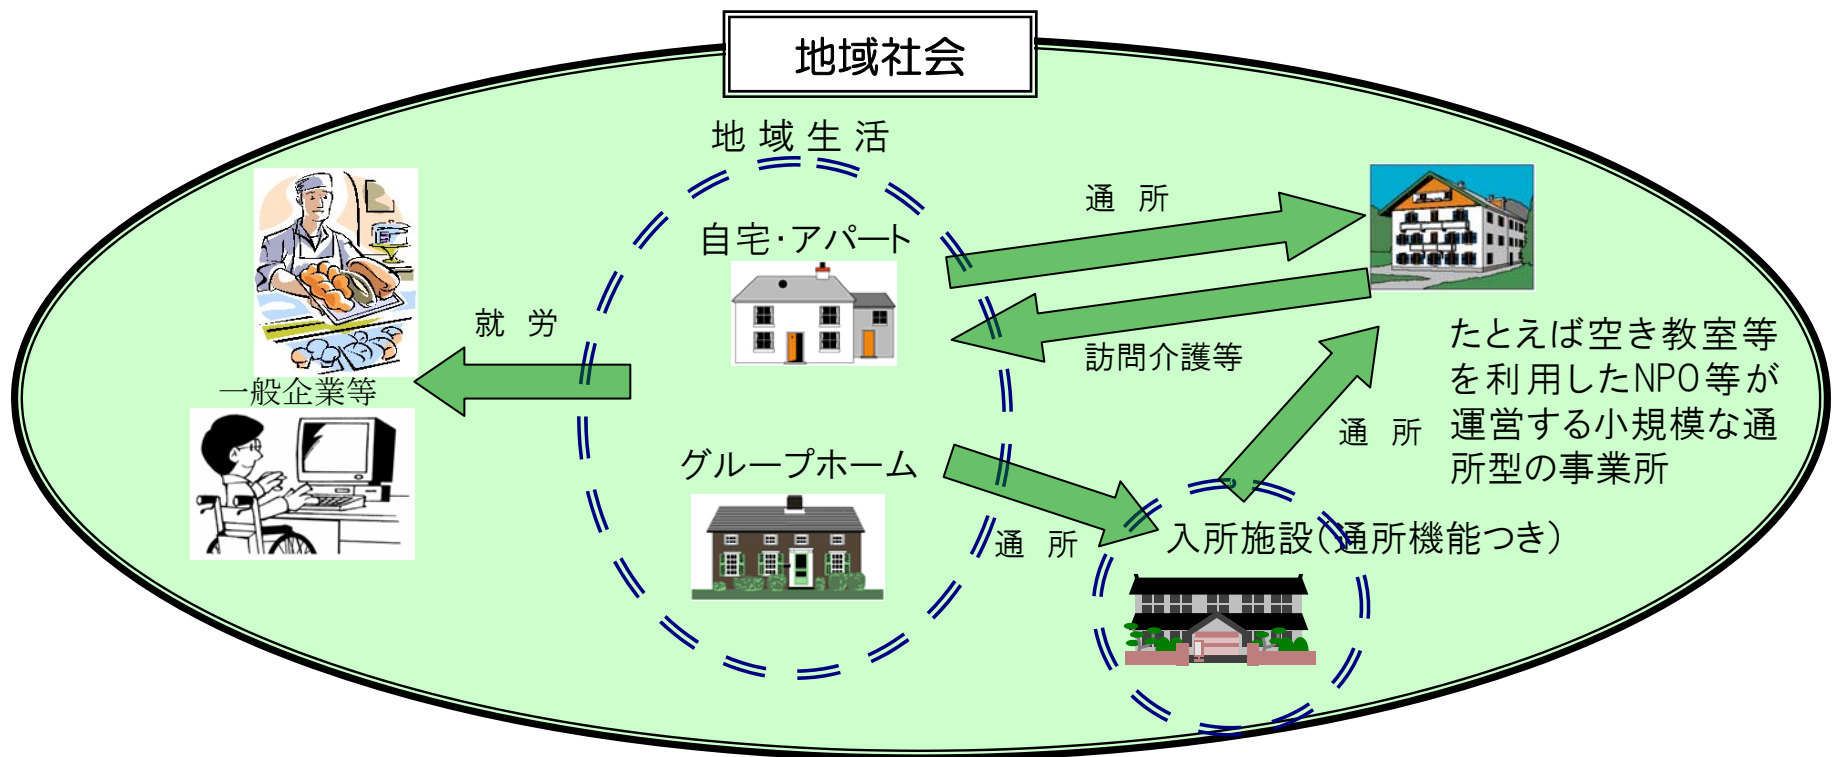 地域社会
地域生活
自宅・アパート
通所
就労
訪問介護等
一般企業等
たとえば空き教室等
を利用したNPO等が
運営する小規模な通
所型の事業所
通所
グループホーム
通所
入所施設(通所機能つき)